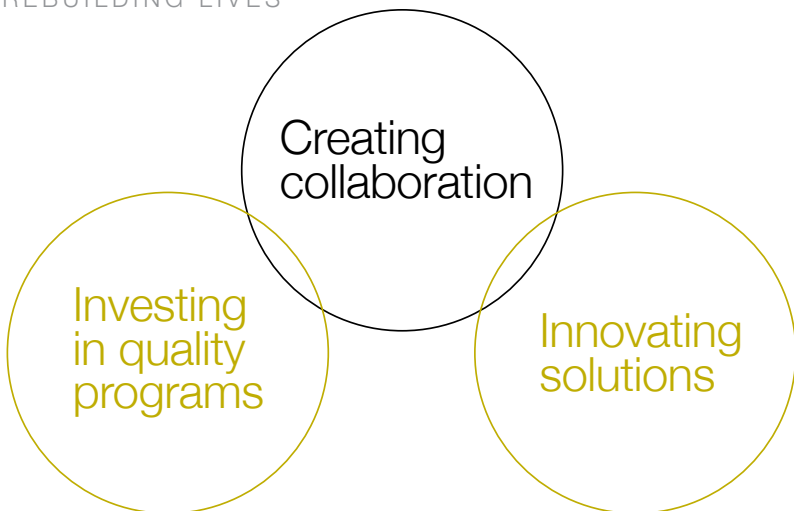 REBUILDING LIVES
Creating
collaboration
Investing
in quality
programs
Innovating
solutions